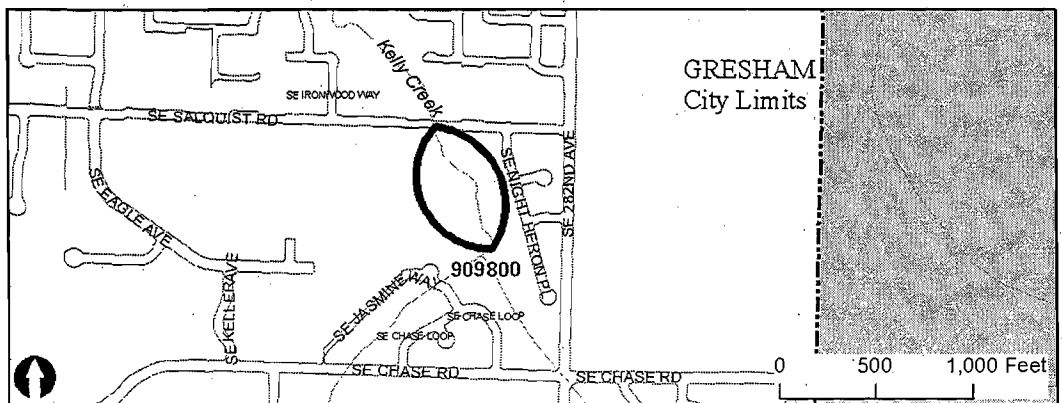 Kelly Creek
GRESHAM
City Limits
SE IRONWOOD WAY
SE SALQUIST RD
SE NIGHT HERON PL
SE 282ND AVE
SE EAGLE AVE
909800
SE KELLER AVE
SE JASMINE WAY
SE CHASE LOOP
SE CHASE LOOP
SE CHASE RD
SE CHASE RD
0 500 1,000 Feet